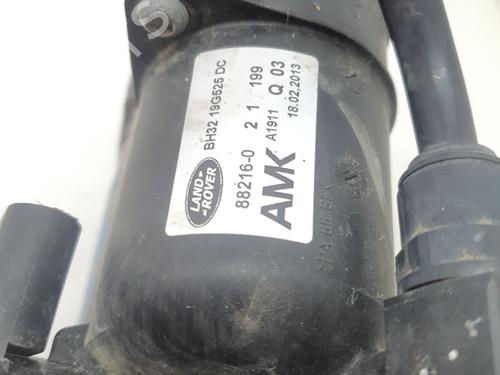 BH32 19G525 DC
LAND-
-ROVER
88216-0 2 1 199
AMK A1911 Q 03
18.02.2013